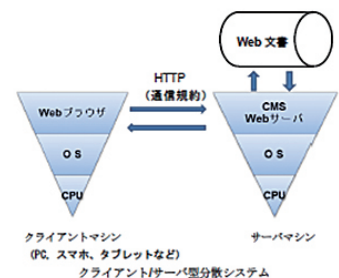 Web 文書
HTTP
(通信規約)
Webブラウザ
CMS
Webサーバ
OS
OS
CPU
CPU
クライアントマシン
サーバマシン
(PC, スマホ、タブレットなど)
クライアント/サーバ型分散システム